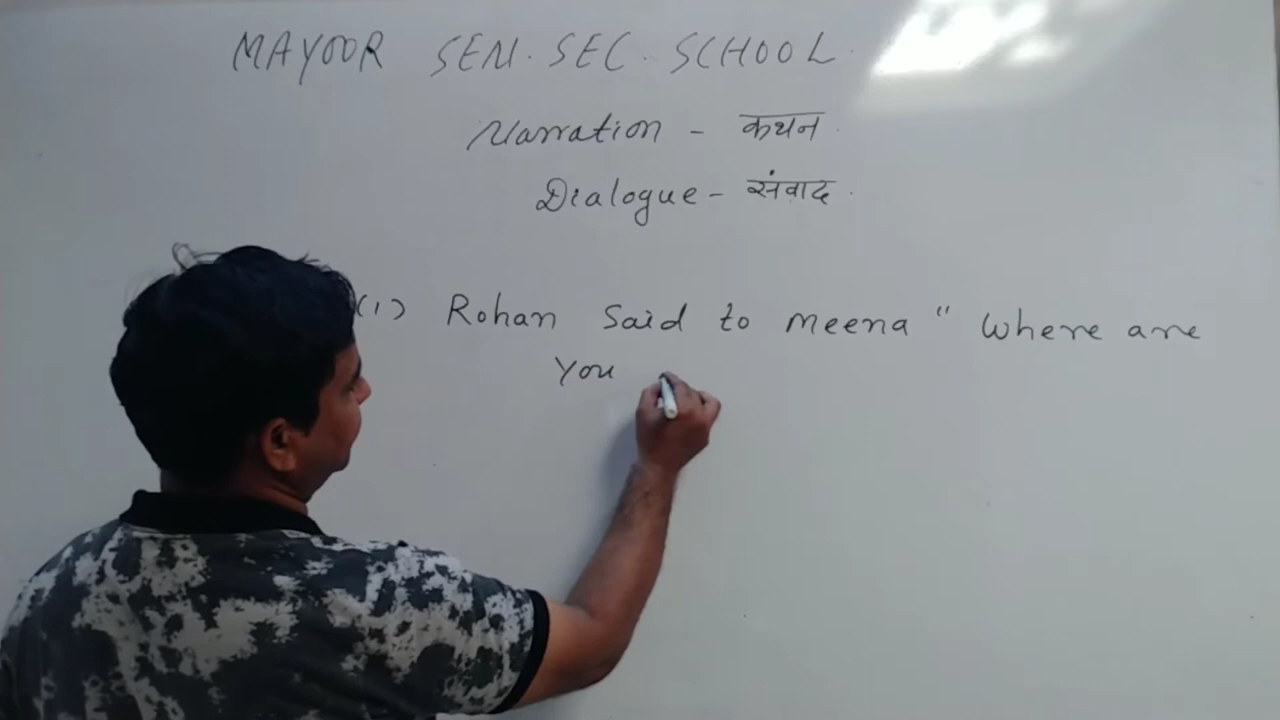 MAYOOR SEN. SEC. SCHOOL.
Narration - कथन.
Dialogue - संवाद.
(1) Rohan said to meena " where are
you